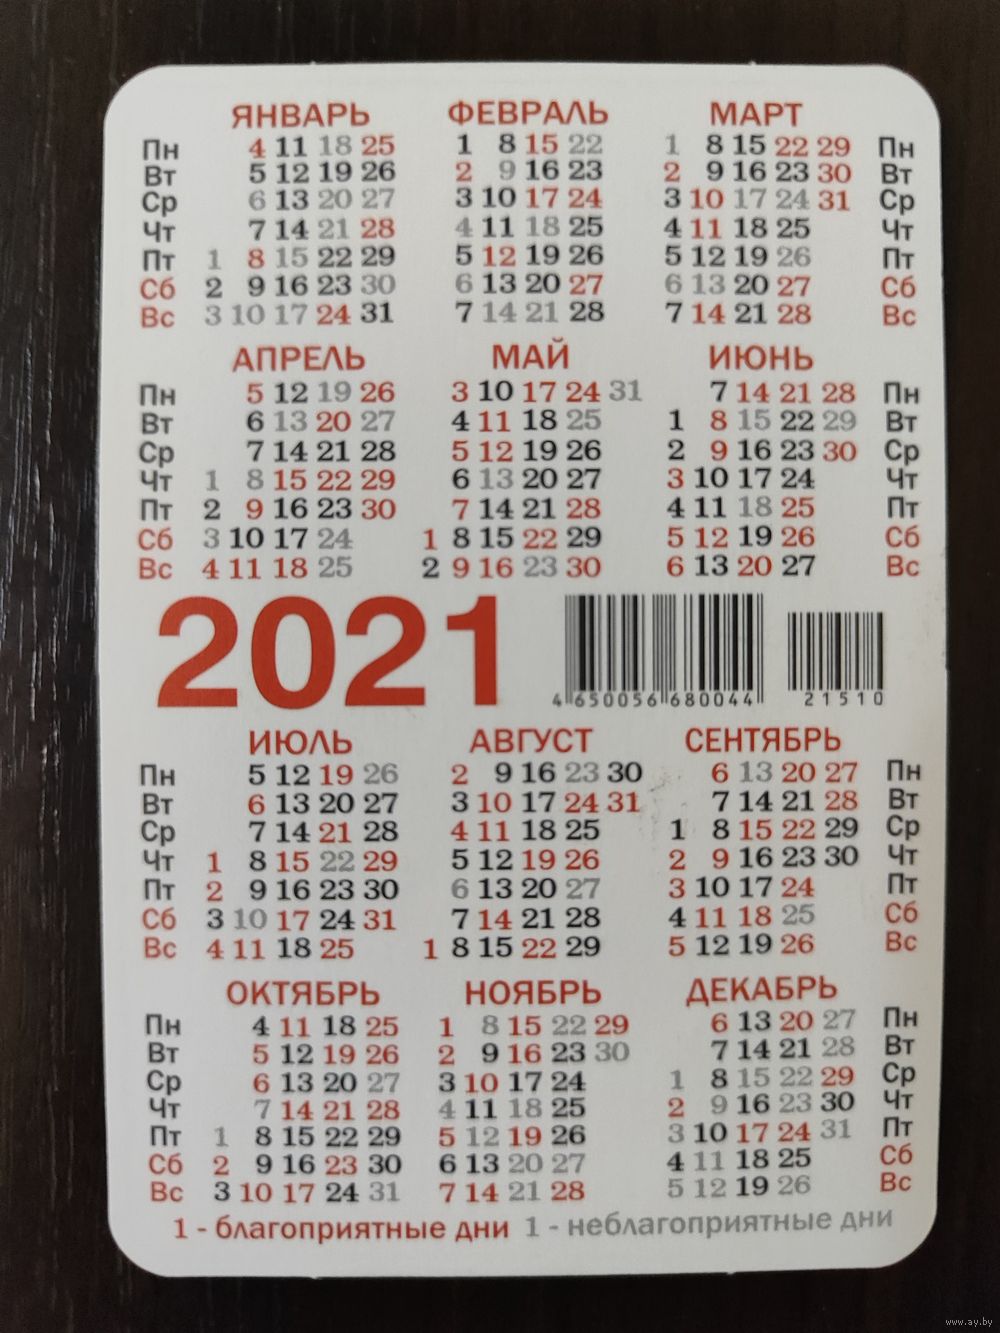 ЯНВАРЬ ФЕВРАЛЬ МАРТ
Пн 4 11 18 25 1 8 15 22 1 8 15 22 29 Пн
Вт 5 12 19 26 2 9 16 23 2 9 16 23 30 Вт
Ср 6 13 20 27 3 10 17 24 3 10 17 24 31 Ср
Чт 7 14 21 28 4 11 18 25 4 11 18 25 Чт
Пт 1 8 15 22 29 5 12 19 26 5 12 19 26 Пт
Сб 2 9 16 23 30 6 13 20 27 6 13 20 27 Сб
Вс 3 10 17 24 31 7 14 21 28 7 14 21 28 Вс
АПРЕЛЬ МАЙ ИЮНЬ
Пн 5 12 19 26 3 10 17 24 31 7 14 21 28 Пн
Вт 6 13 20 27 4 11 18 25 1 8 15 22 29 Вт
Ср 7 14 21 28 5 12 19 26 2 9 16 23 30 Ср
Чт 1 8 15 22 29 6 13 20 27 3 10 17 24 Чт
Пт 2 9 16 23 30 7 14 21 28 4 11 18 25 Пт
Сб 3 10 17 24 1 8 15 22 29 5 12 19 26 Сб
Вс 4 11 18 25 2 9 16 23 30 6 13 20 27 Вс
2021
4 650056 680044 21510
ИЮЛЬ АВГУСТ СЕНТЯБРЬ
Пн 5 12 19 26 2 9 16 23 30 6 13 20 27 Пн
Вт 6 13 20 27 3 10 17 24 31 7 14 21 28 Вт
Ср 7 14 21 28 4 11 18 25 1 8 15 22 29 Ср
Чт 1 8 15 22 29 5 12 19 26 2 9 16 23 30 Чт
Пт 2 9 16 23 30 6 13 20 27 3 10 17 24 Пт
Сб 3 10 17 24 31 7 14 21 28 4 11 18 25 Сб
Вс 4 11 18 25 1 8 15 22 29 5 12 19 26 Вс
ОКТЯБРЬ НОЯБРЬ ДЕКАБРЬ
Пн 4 11 18 25 1 8 15 22 29 6 13 20 27 Пн
Вт 5 12 19 26 2 9 16 23 30 7 14 21 28 Вт
Ср 6 13 20 27 3 10 17 24 1 8 15 22 29 Ср
Чт 7 14 21 28 4 11 18 25 2 9 16 23 30 Чт
Пт 1 8 15 22 29 5 12 19 26 3 10 17 24 31 Пт
Сб 2 9 16 23 30 6 13 20 27 4 11 18 25 Сб
Вс 3 10 17 24 31 7 14 21 28 5 12 19 26 Вс
1 - благоприятные дни 1 - неблагоприятные дни
www.ay.by